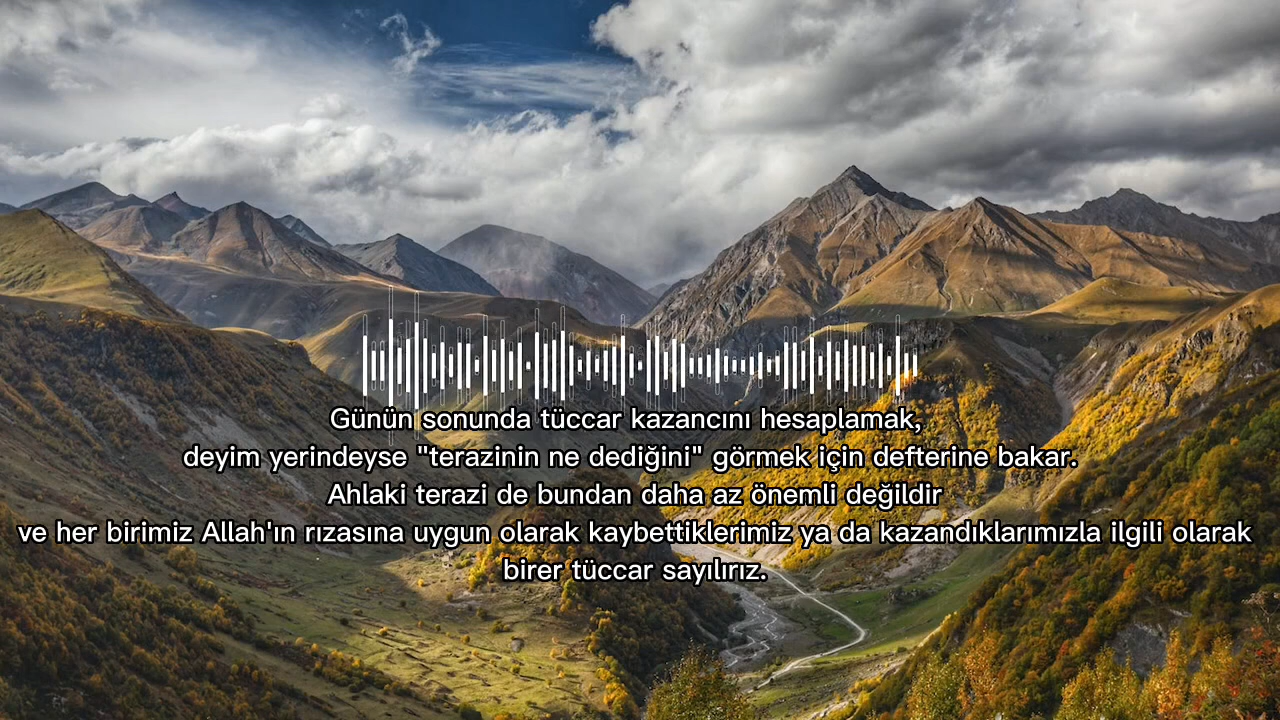 Günün sonunda tüccar kazancını hesaplamak,
deyim yerindeyse "terazinin ne dediğini" görmek için defterine bakar.
Ahlaki terazi de bundan daha az önemli değildir
ve her birimiz Allah'ın rızasına uygun olarak kaybettiklerimiz ya da kazandıklarımızla ilgili olarak
birer tüccar sayılırız.